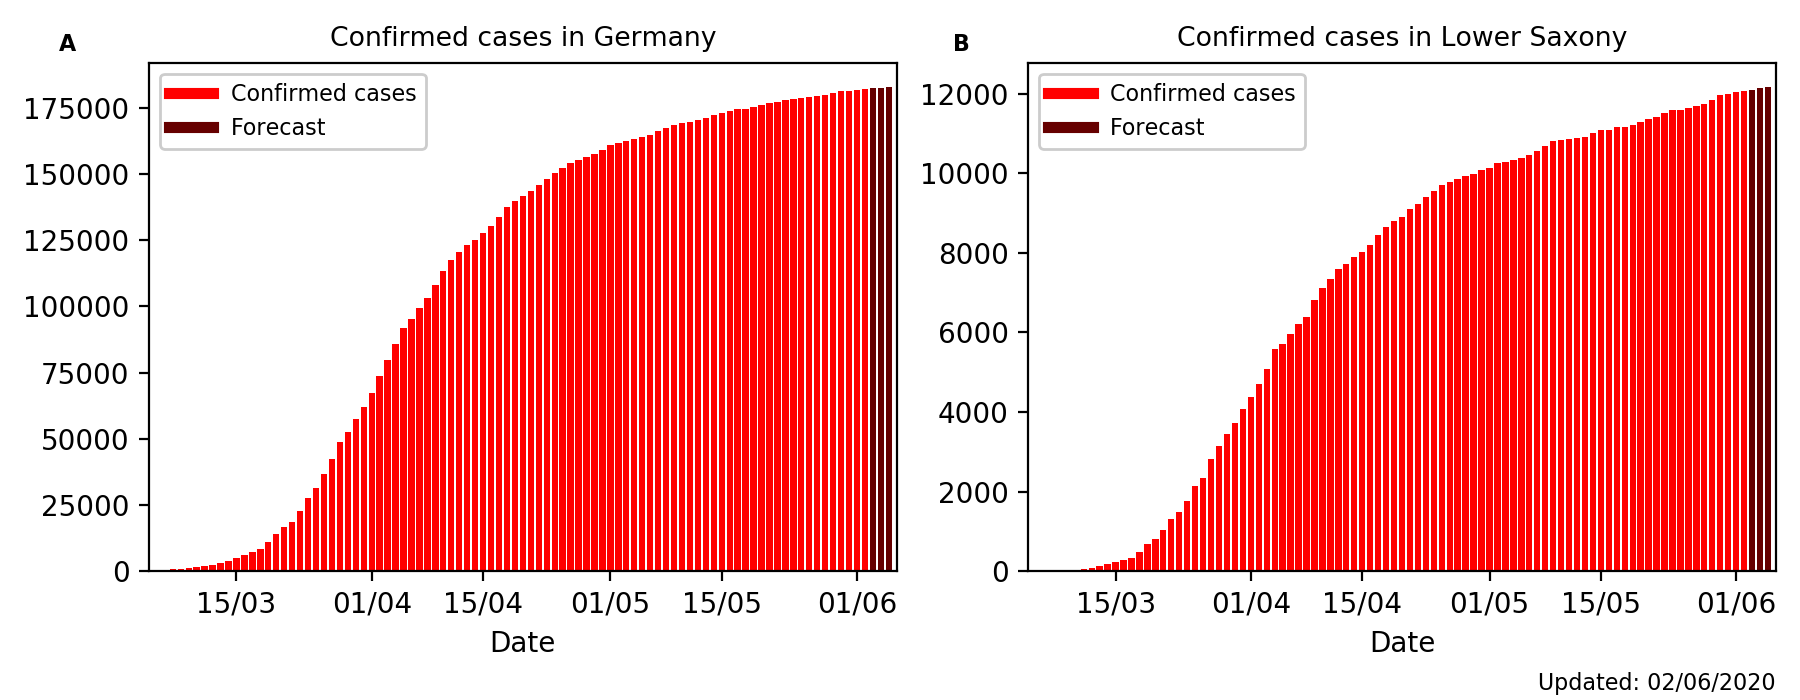 A
Confirmed cases in Germany
Confirmed cases
Forecast
175000
150000
125000
100000
75000
50000
25000
0
15/03 01/04 15/04 01/05 15/05 01/06
Date
B
Confirmed cases in Lower Saxony
Confirmed cases
Forecast
12000
10000
8000
6000
4000
2000
0
15/03 01/04 15/04 01/05 15/05 01/06
Date
Updated: 02/06/2020